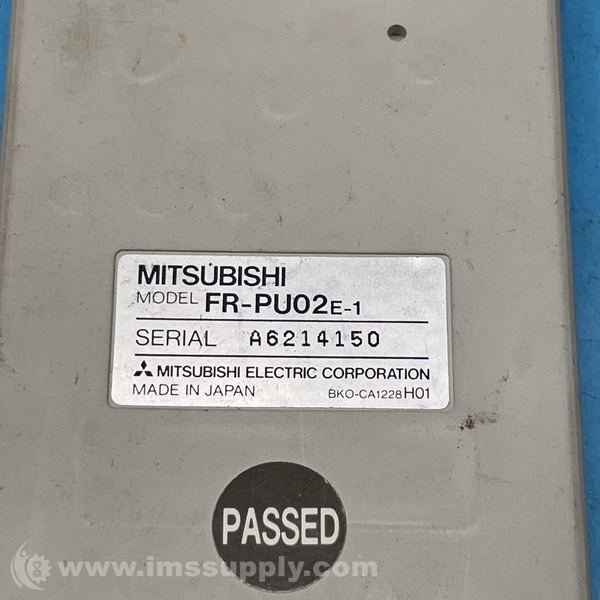 MITSUBISHI
MODEL FR-PU02E-1
SERIAL A6214150
MITSUBISHI ELECTRIC CORPORATION
MADE IN JAPAN BKO-CA1228H01
PASSED
www.imssupply.com